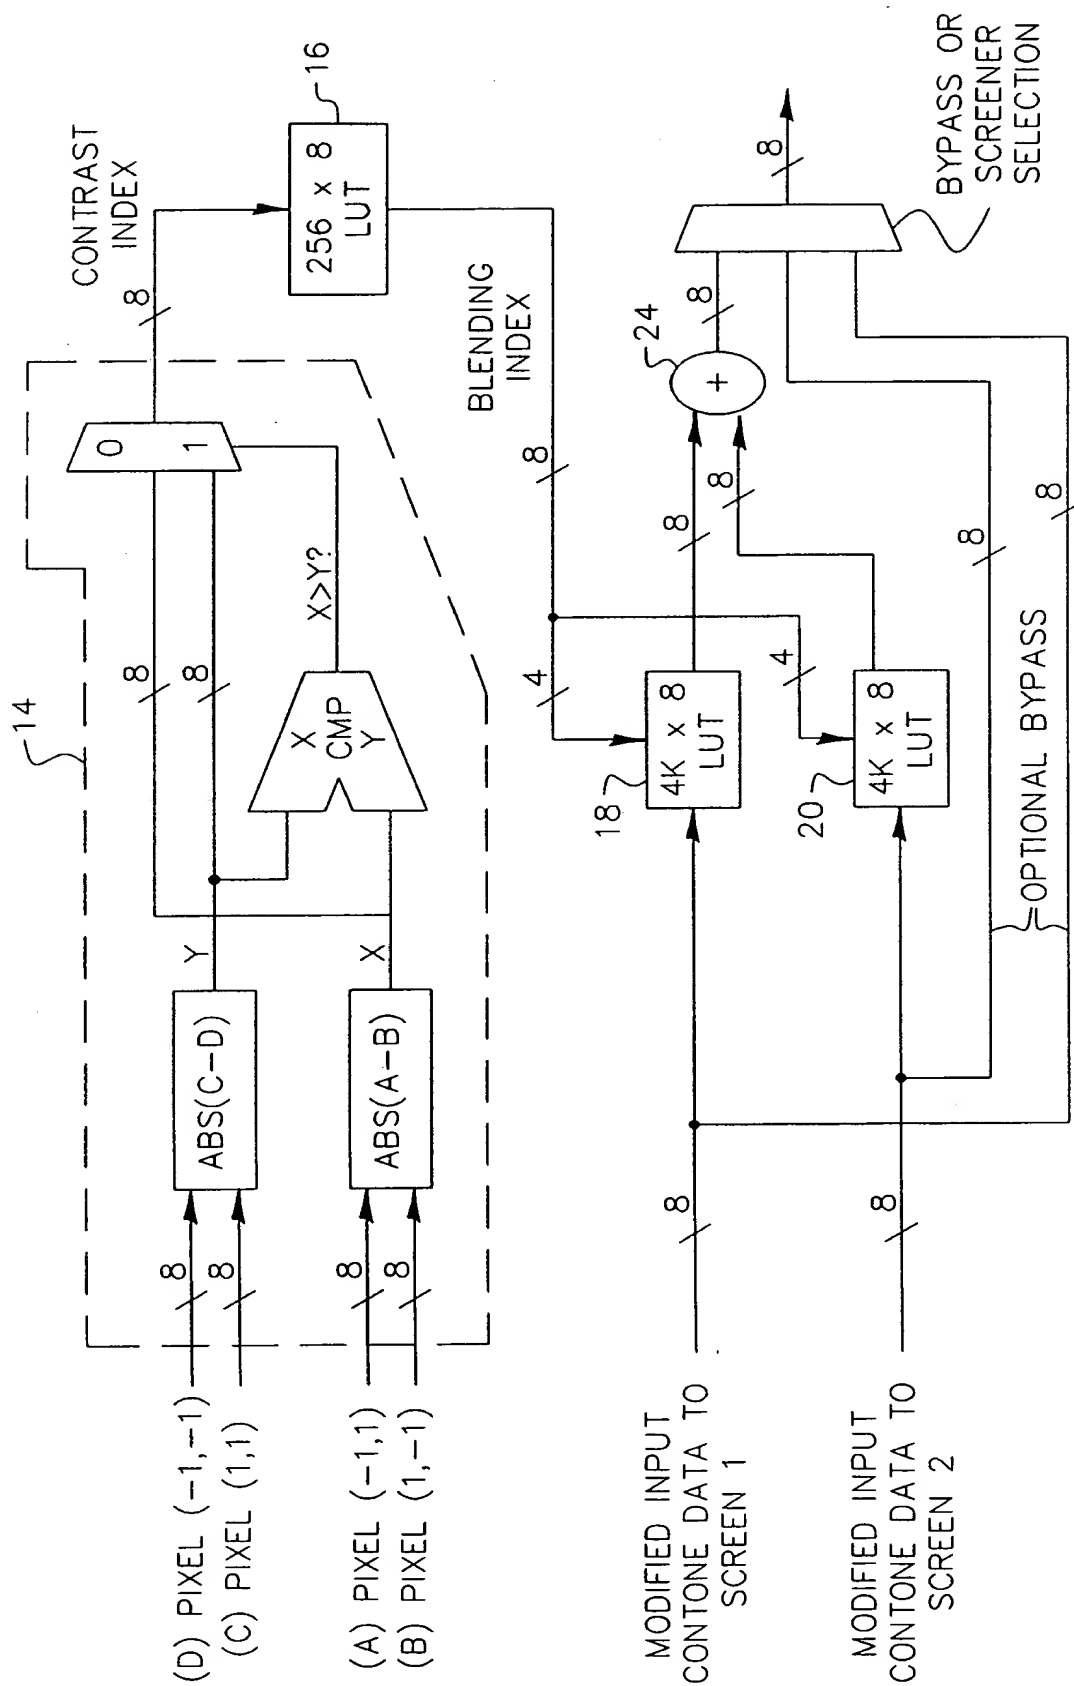 (D) PIXEL (-1,-1)
(C) PIXEL (1,1)
(A) PIXEL (-1,1)
(B) PIXEL (1,-1)
8
8
8
8
ABS(C-D)
ABS(A-B)
Y
X
14
X
CMP
Y
8
8
X>Y?
0
1
8
CONTRAST
INDEX
256 x 8
LUT
16
BLENDING
INDEX
8
4
4
MODIFIED INPUT
CONTONE DATA TO
SCREEN 1
MODIFIED INPUT
CONTONE DATA TO
SCREEN 2
8
8
18
4K x 8
LUT
20
4K x 8
LUT
8
8
24
+
8
OPTIONAL BYPASS
8
8
8
BYPASS OR
SCREENER
SELECTION